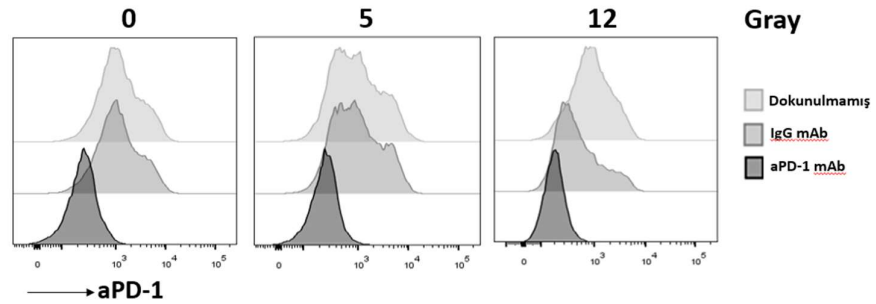 0 5 12 Gray
Dokunulmamış
IgG mAb
aPD-1 mAb
0 10³ 10⁴ 10⁵ 0 10³ 10⁴ 10⁵ 0 10³ 10⁴ 10⁵
aPD-1